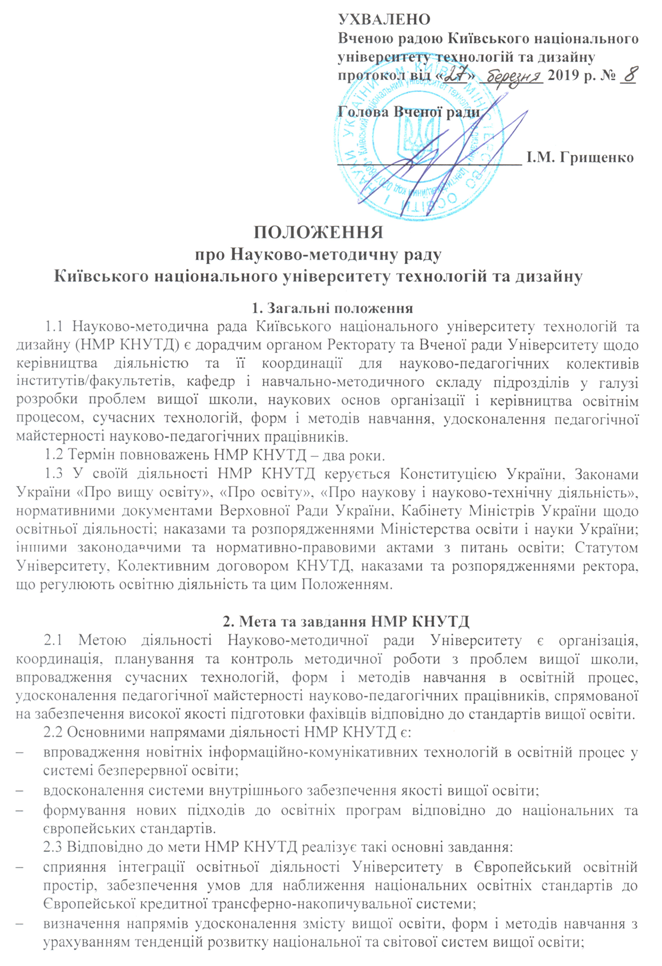 УХВАЛЕНО
Вченою радою Київського національного
університету технологій та дизайну
протокол від «27» березня 2019 р. № 8
Голова Вченої ради
І.М. Грищенко
ПОЛОЖЕННЯ
про Науково-методичну раду
Київського національного університету технологій та дизайну
1. Загальні положення
1.1 Науково-методична рада Київського національного університету технологій та
дизайну (НМР КНУТД) є дорадчим органом Ректорату та Вченої ради Університету щодо
керівництва діяльністю та її координації для науково-педагогічних колективів
інститутів/факультетів, кафедр і навчально-методичного складу підрозділів у галузі
розробки проблем вищої школи, наукових основ організації і керівництва освітнім
процесом, сучасних технологій, форм і методів навчання, удосконалення педагогічної
майстерності науково-педагогічних працівників.
1.2 Термін повноважень НМР КНУТД – два роки.
1.3 У своїй діяльності НМР КНУТД керується Конституцією України, Законами
України «Про вищу освіту», «Про освіту», «Про наукову і науково-технічну діяльність»,
нормативними документами Верховної Ради України, Кабінету Міністрів України щодо
освітньої діяльності; наказами та розпорядженнями Міністерства освіти і науки України;
іншими законодавчими та нормативно-правовими актами з питань освіти; Статутом
Університету, Колективним договором КНУТД, наказами та розпорядженнями ректора,
що регулюють освітню діяльність та цим Положенням.
2. Мета та завдання НМР КНУТД
2.1 Метою діяльності Науково-методичної ради Університету є організація,
координація, планування та контроль методичної роботи з проблем вищої школи,
впровадження сучасних технологій, форм і методів навчання в освітній процес,
удосконалення педагогічної майстерності науково-педагогічних працівників, спрямованої
на забезпечення високої якості підготовки фахівців відповідно до стандартів вищої освіти.
2.2 Основними напрямами діяльності НМР КНУТД є:
– впровадження новітніх інформаційно-комунікативних технологій в освітній процес у
системі безперервної освіти;
– вдосконалення системи внутрішнього забезпечення якості вищої освіти;
– формування нових підходів до освітніх програм відповідно до національних та
європейських стандартів.
2.3 Відповідно до мети НМР КНУТД реалізує такі основні завдання:
– сприяння інтеграції освітньої діяльності Університету в Європейський освітній
простір, забезпечення умов для наближення національних освітніх стандартів до
Європейської кредитної трансферно-накопичувальної системи;
– визначення напрямів удосконалення змісту вищої освіти, форм і методів навчання з
урахуванням тенденцій розвитку національної та світової систем вищої освіти;